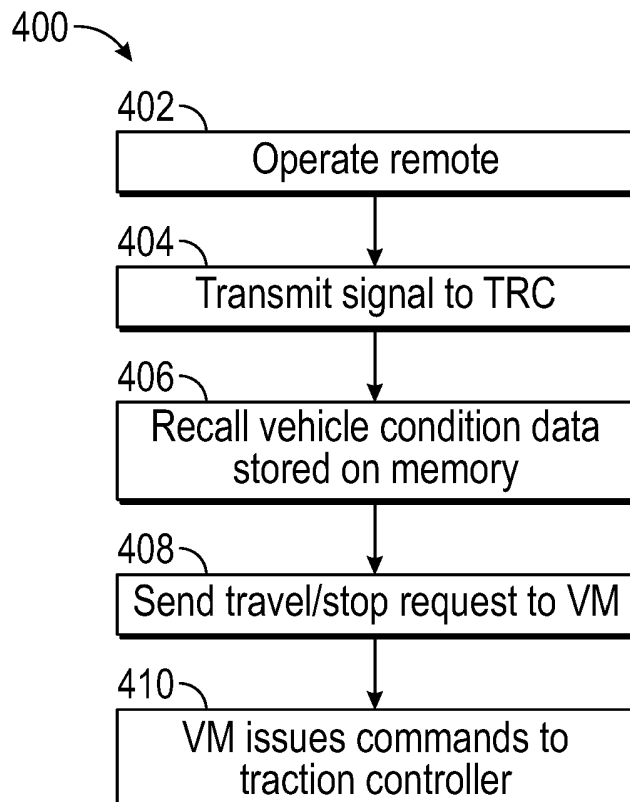 400
402
Operate remote
404
Transmit signal to TRC
406
Recall vehicle condition data
stored on memory
408
Send travel/stop request to VM
410
VM issues commands to
traction controller